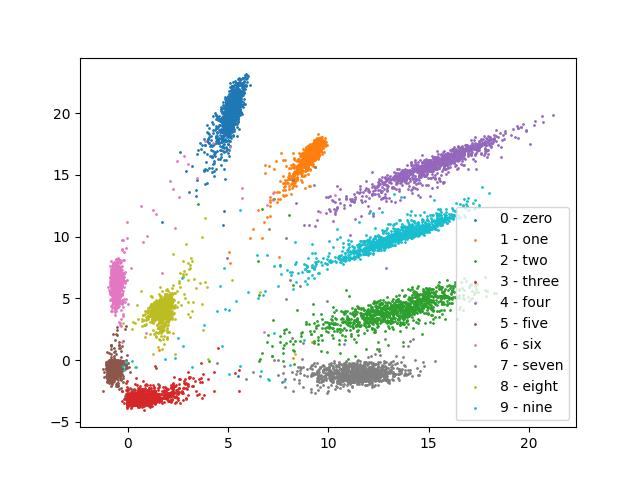 20
15
10
5
0
−5
0
5
10
15
20
0 - zero
1 - one
2 - two
3 - three
4 - four
5 - five
6 - six
7 - seven
8 - eight
9 - nine